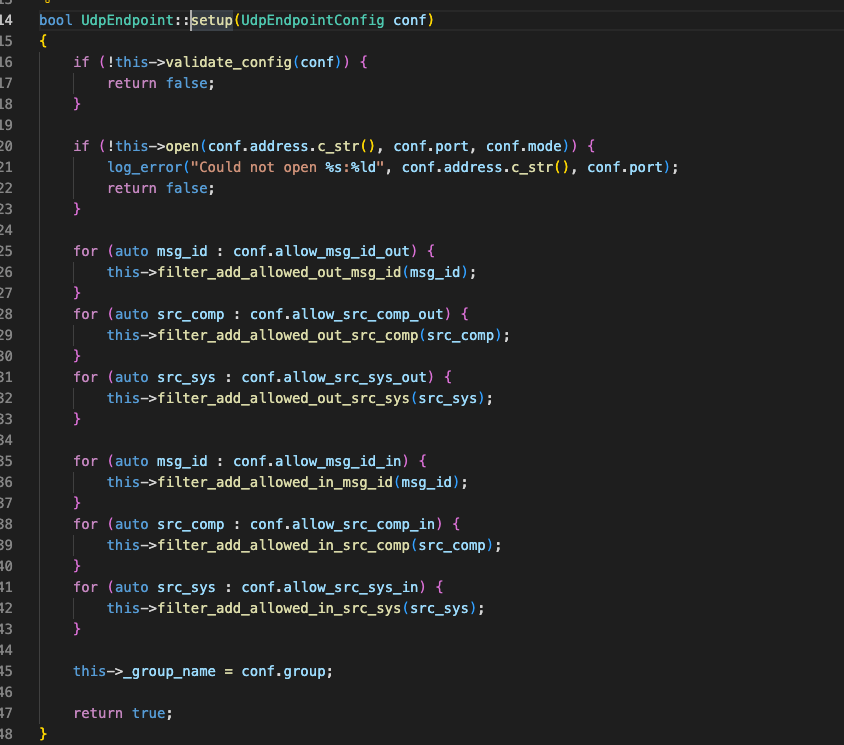 14 bool UdpEndpoint::setup(UdpEndpointConfig conf)
15 {
16     if (!this->validate_config(conf)) {
17         return false;
18     }
19
20     if (!this->open(conf.address.c_str(), conf.port, conf.mode)) {
21         log_error("Could not open %s:%ld", conf.address.c_str(), conf.port);
22         return false;
23     }
24
25     for (auto msg_id : conf.allow_msg_id_out) {
26         this->filter_add_allowed_out_msg_id(msg_id);
27     }
28     for (auto src_comp : conf.allow_src_comp_out) {
29         this->filter_add_allowed_out_src_comp(src_comp);
30     }
31     for (auto src_sys : conf.allow_src_sys_out) {
32         this->filter_add_allowed_out_src_sys(src_sys);
33     }
34
35     for (auto msg_id : conf.allow_msg_id_in) {
36         this->filter_add_allowed_in_msg_id(msg_id);
37     }
38     for (auto src_comp : conf.allow_src_comp_in) {
39         this->filter_add_allowed_in_src_comp(src_comp);
40     }
41     for (auto src_sys : conf.allow_src_sys_in) {
42         this->filter_add_allowed_in_src_sys(src_sys);
43     }
44
45     this->_group_name = conf.group;
46
47     return true;
48 }